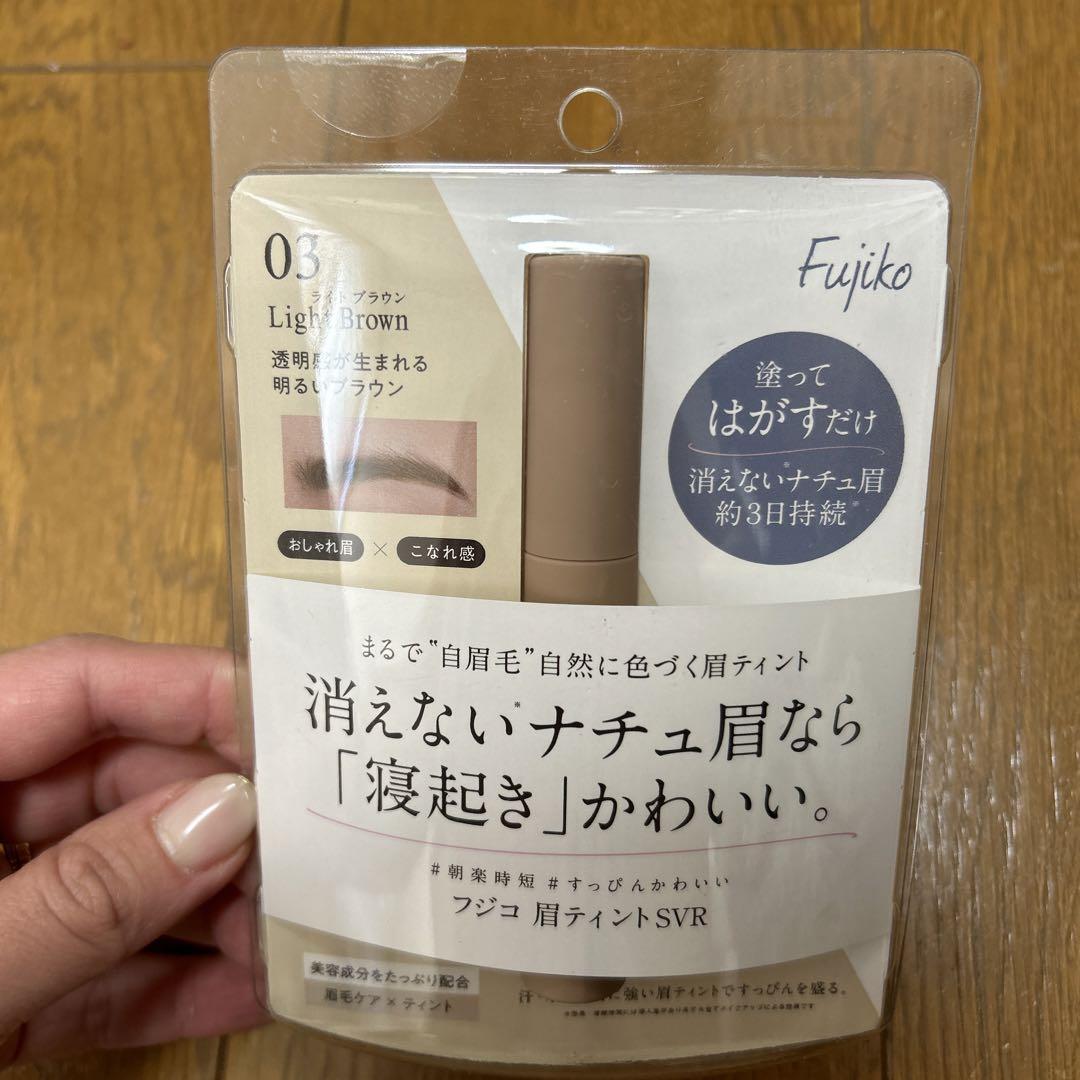 03
ライト ブラウン
Light Brown
透明感が生まれる
明るいブラウン
おしゃれ眉 × こなれ感
Fujiko
塗って
はがすだけ
消えない※ナチュ眉
約3日持続※
まるで“自眉毛”自然に色づく眉ティント
消えない※ナチュ眉なら
「寝起き」かわいい。
#朝楽時短 #すっぴんかわいい
フジコ 眉ティントSVR
美容成分をたっぷり配合
眉毛ケア × ティント
に強い眉ティントですっぴんを盛る。